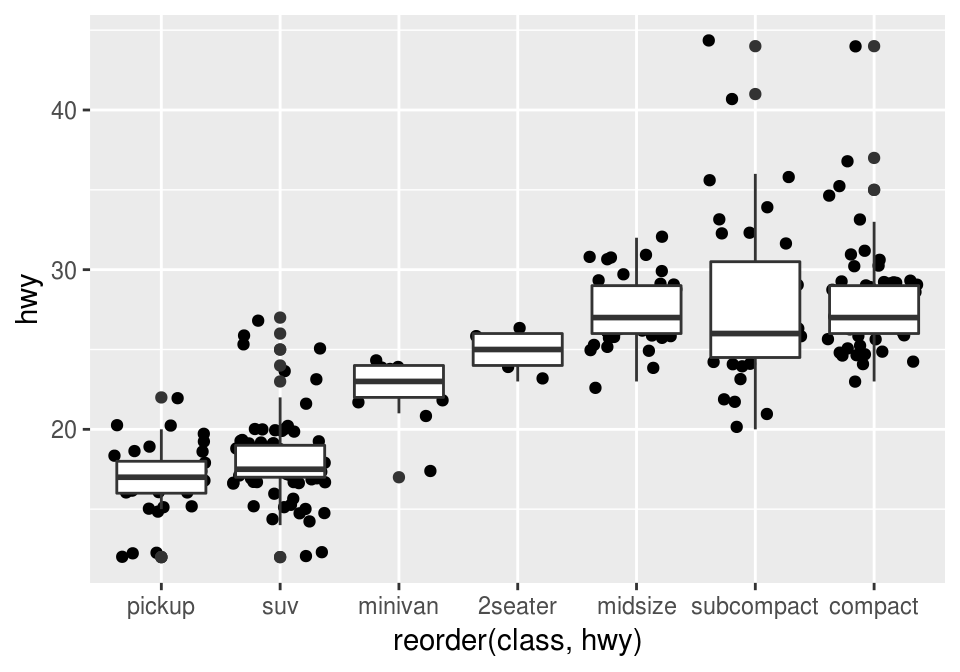 40
30
20
hwy
pickup suv minivan 2seater midsize subcompact compact
reorder(class, hwy)